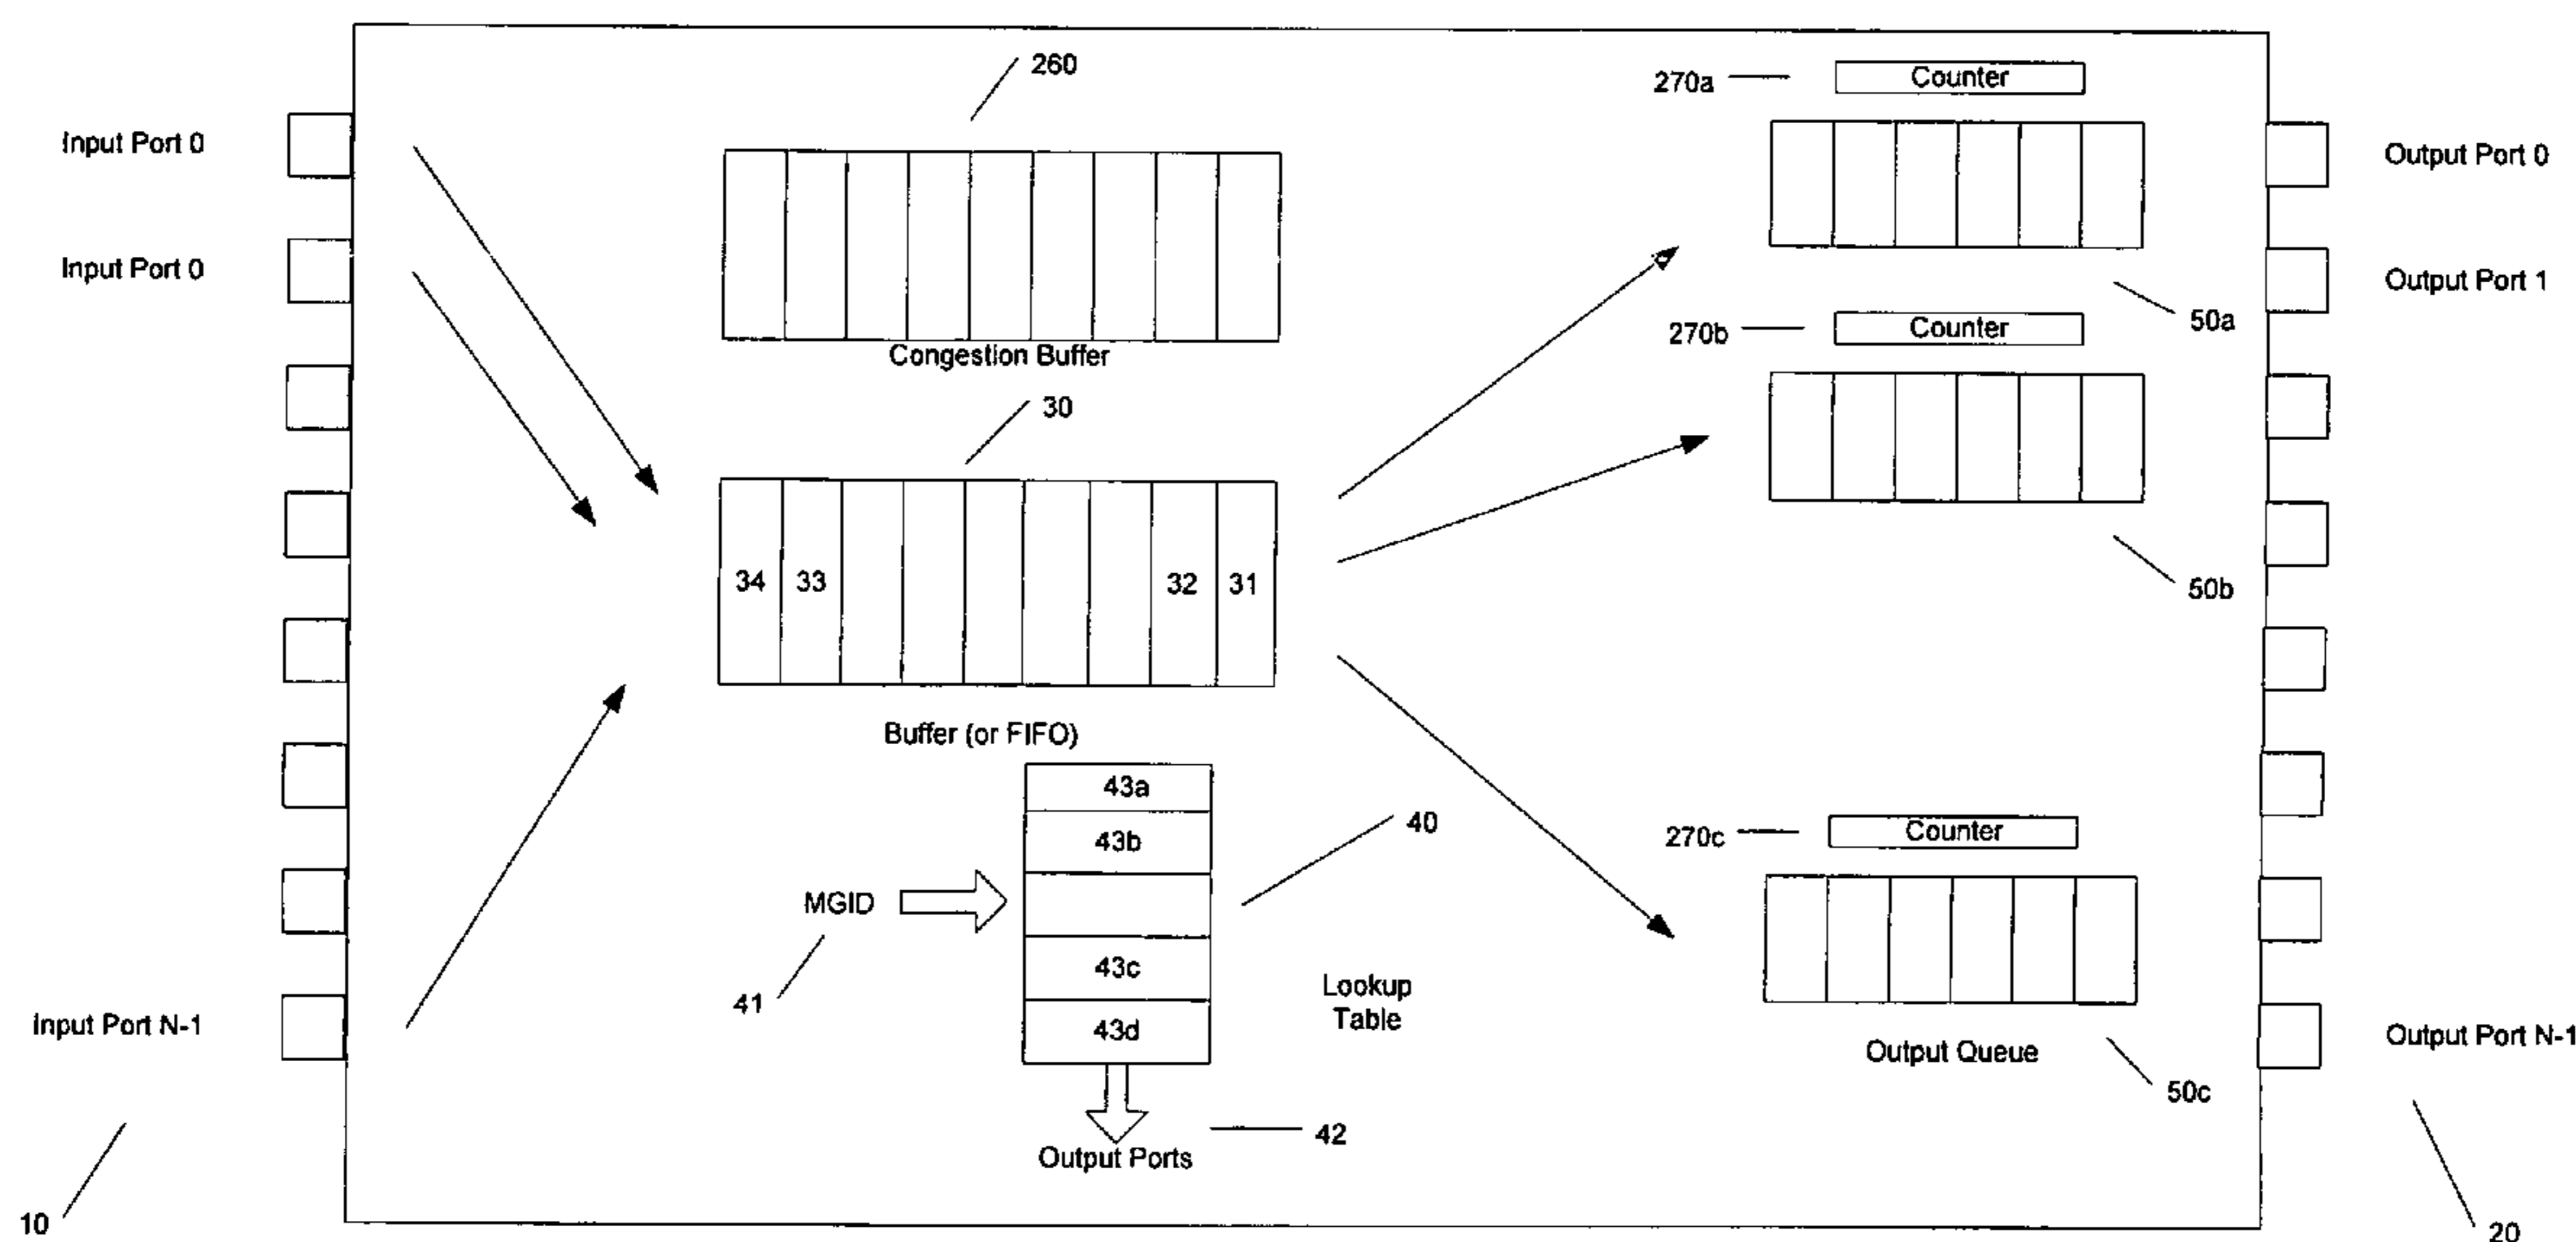 260
270a
Counter
Input Port 0
Output Port 0
Input Port 0
Output Port 1
50a
270b
Counter
Congestion Buffer
30
34 33 32 31
50b
Buffer (or FIFO)
43a
43b
40
270c
Counter
MGID
43c
41
Lookup
Table
43d
Input Port N-1
Output Port N-1
Output Queue
50c
42
Output Ports
10
20